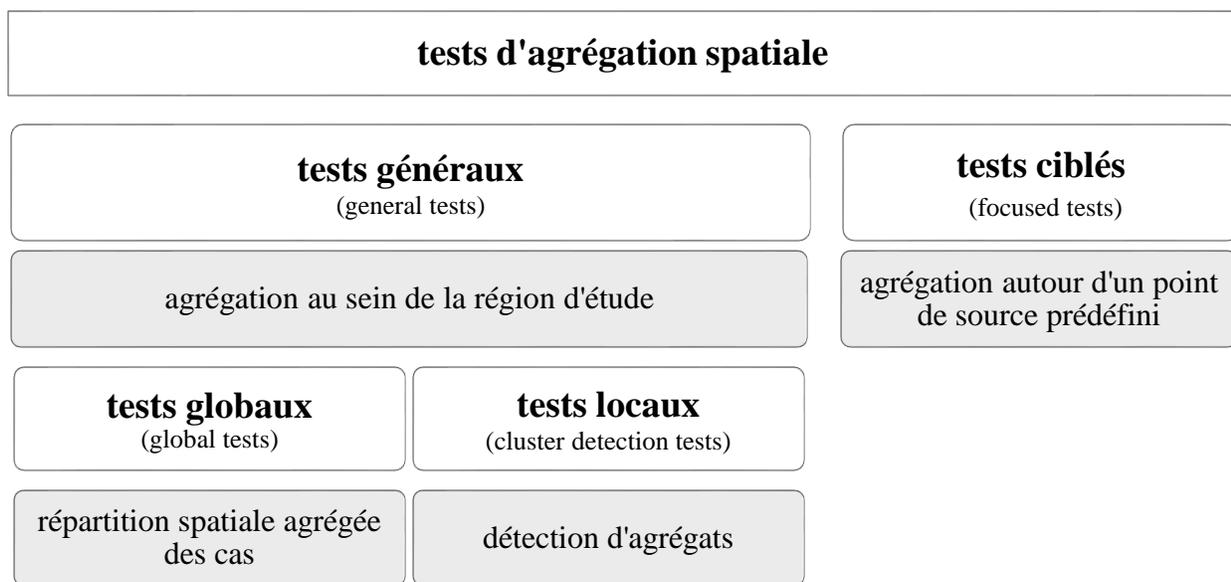 tests d'agrégation spatiale
tests généraux
(general tests)
tests ciblés
(focused tests)
agrégation au sein de la région d'étude
agrégation autour d'un point
de source prédéfini
tests globaux
(global tests)
tests locaux
(cluster detection tests)
répartition spatiale agrégée
des cas
détection d'agrégats